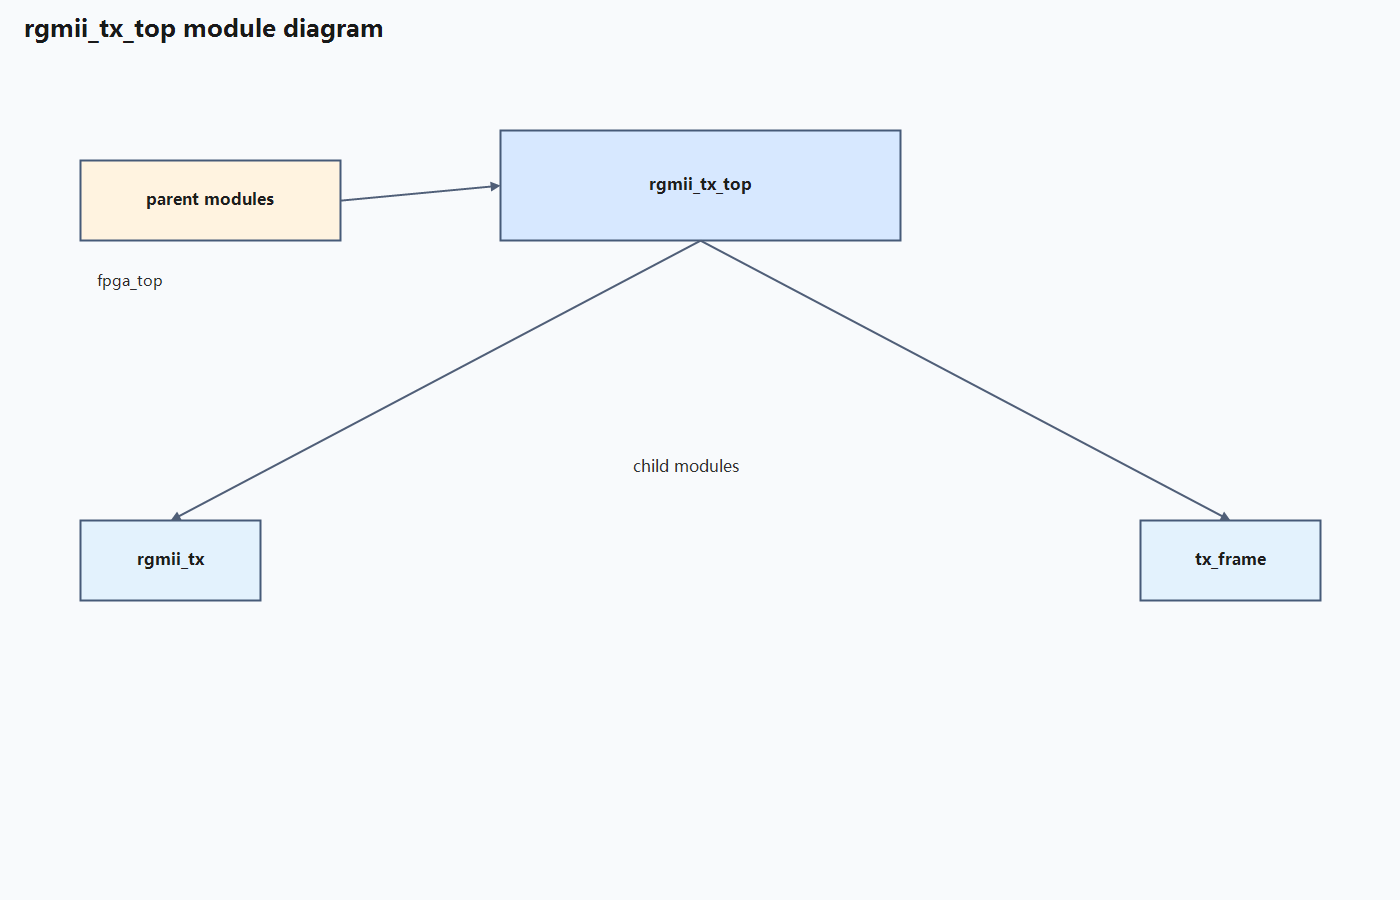 rgmii_tx_top module diagram
parent modules
rgmii_tx_top
fpga_top
child modules
rgmii_tx
tx_frame